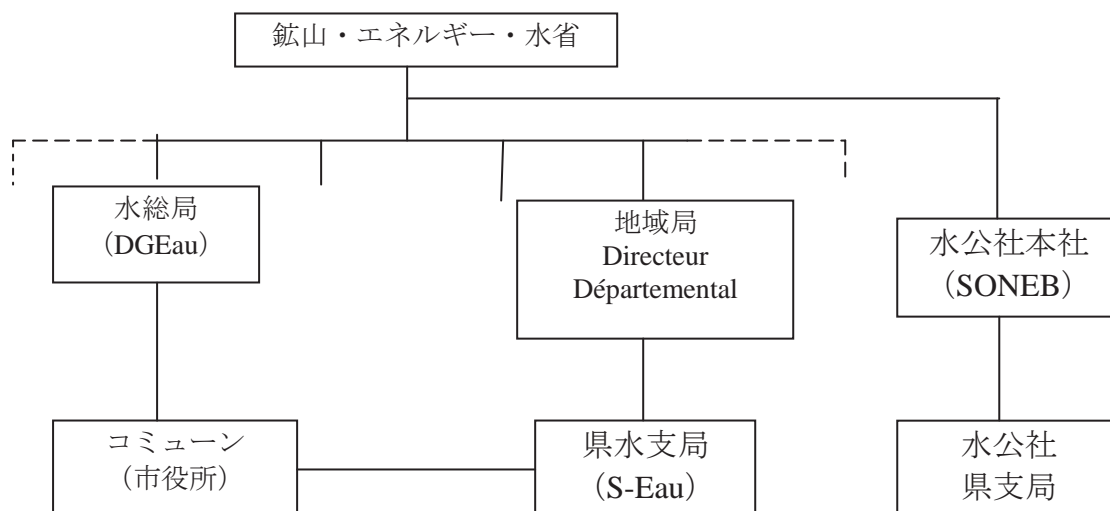 鉱山・エネルギー・水省
水総局
（DGEau）
地域局
Directeur
Départemental
水公社本社
（SONEB）
コミューン
（市役所）
県水支局
（S-Eau）
水公社
県支局